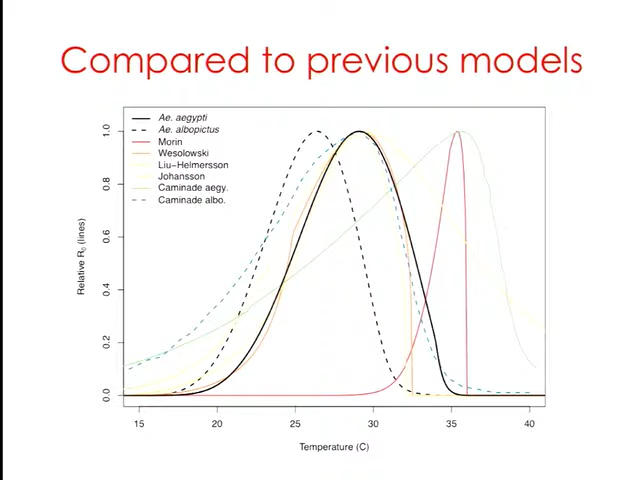 Compared to previous models
Ae. aegypti
Ae. albopictus
Morin
Wesolowski
Liu−Helmersson
Johansson
Caminade aegy.
Caminade albo.
1.0
0.8
0.6
0.4
0.2
0.0
Relative R0 (lines)
15 20 25 30 35 40
Temperature (C)